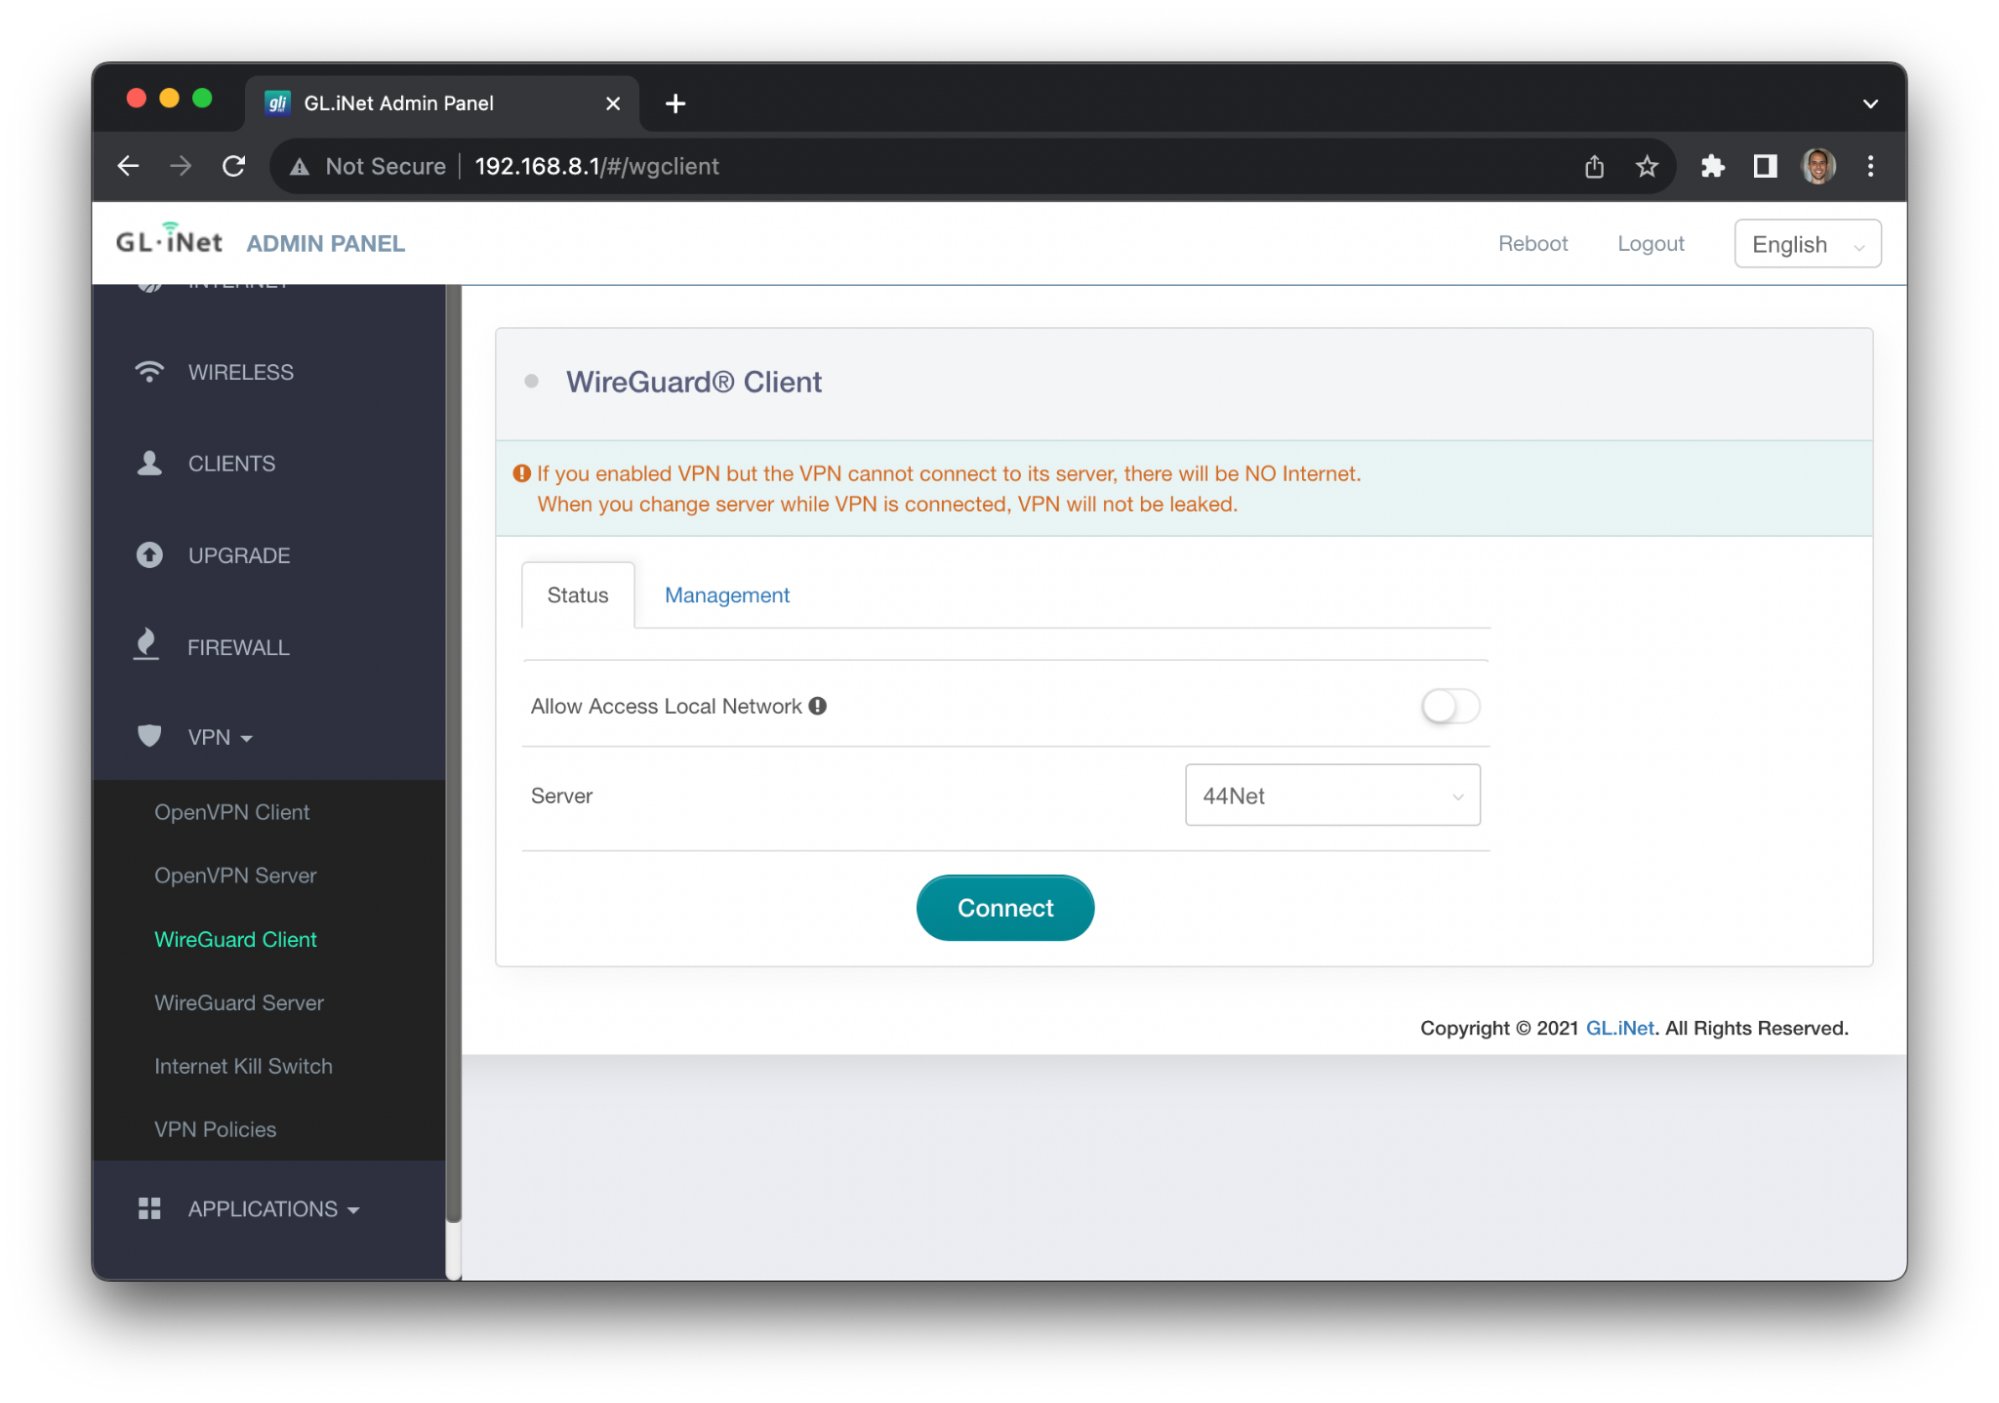 gli GL.iNet Admin Panel
Not Secure 192.168.8.1/#/wgclient
GL·iNet ADMIN PANEL
Reboot Logout English
INTERNET
WIRELESS
CLIENTS
UPGRADE
FIREWALL
VPN
OpenVPN Client
OpenVPN Server
WireGuard Client
WireGuard Server
Internet Kill Switch
VPN Policies
APPLICATIONS
WireGuard® Client
If you enabled VPN but the VPN cannot connect to its server, there will be NO Internet.
When you change server while VPN is connected, VPN will not be leaked.
Status Management
Allow Access Local Network
Server 44Net
Connect
Copyright © 2021 GL.iNet. All Rights Reserved.